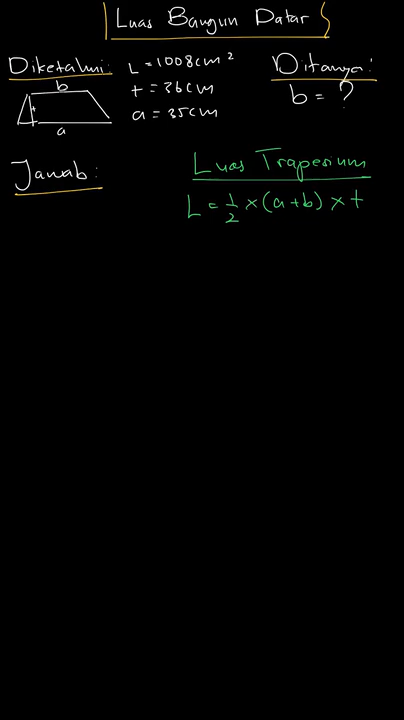 Luas Bangun Datar
Diketahui:
L = 1008 cm²
t = 36 cm
a = 35 cm
b
t
a
Ditanya:
b = ?
Jawab:
Luas Trapesium
L = 1/2 × (a + b) × t